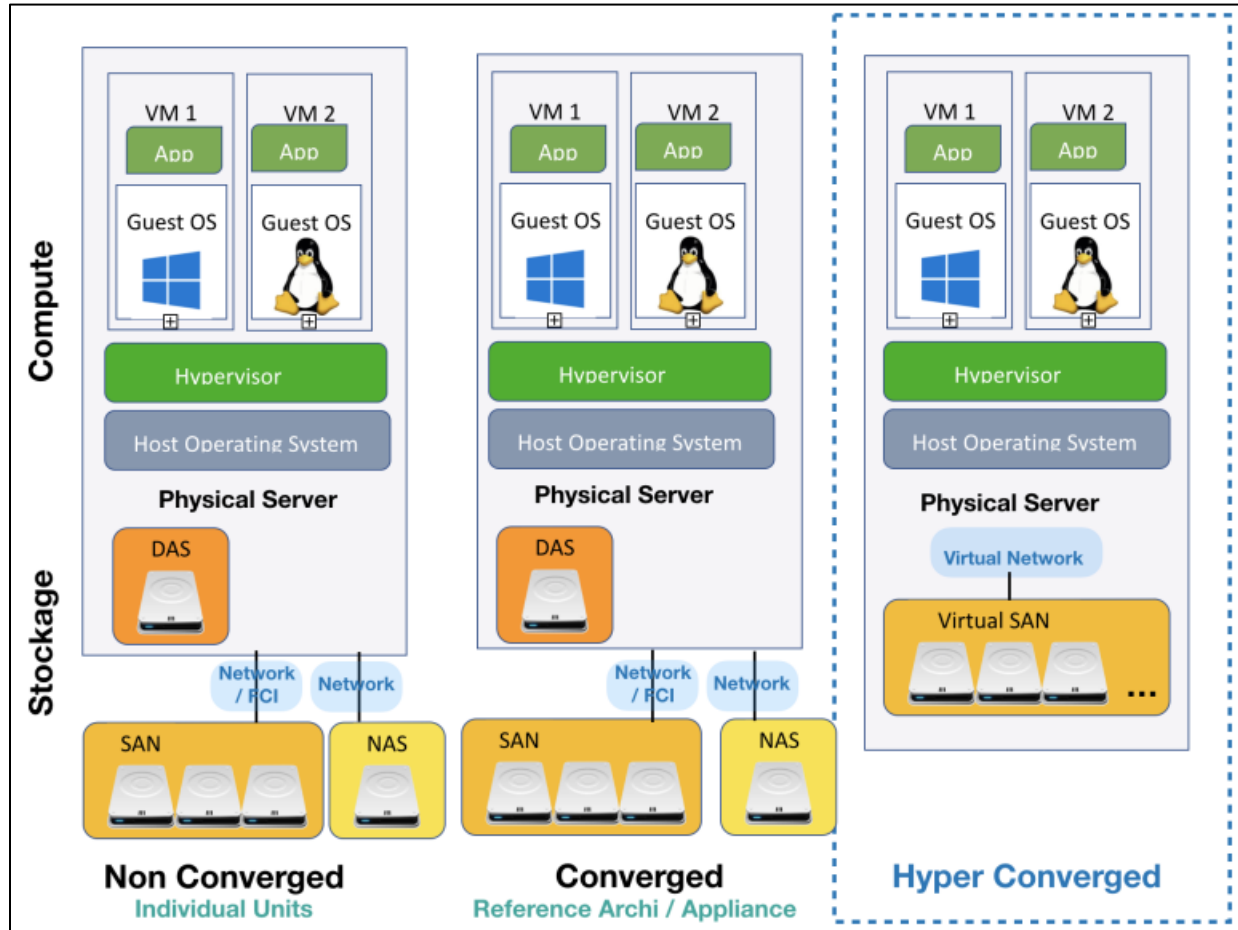 Compute
Stockage
VM 1
App
Guest OS
VM 2
App
Guest OS
Hypervisor
Host Operating System
Physical Server
DAS
Network
/ FCI
Network
SAN
NAS
Non Converged
Individual Units
VM 1
App
Guest OS
VM 2
App
Guest OS
Hypervisor
Host Operating System
Physical Server
DAS
Network
/ FCI
Network
SAN
NAS
Converged
Reference Archi / Appliance
VM 1
App
Guest OS
VM 2
App
Guest OS
Hypervisor
Host Operating System
Physical Server
Virtual Network
Virtual SAN
...
Hyper Converged